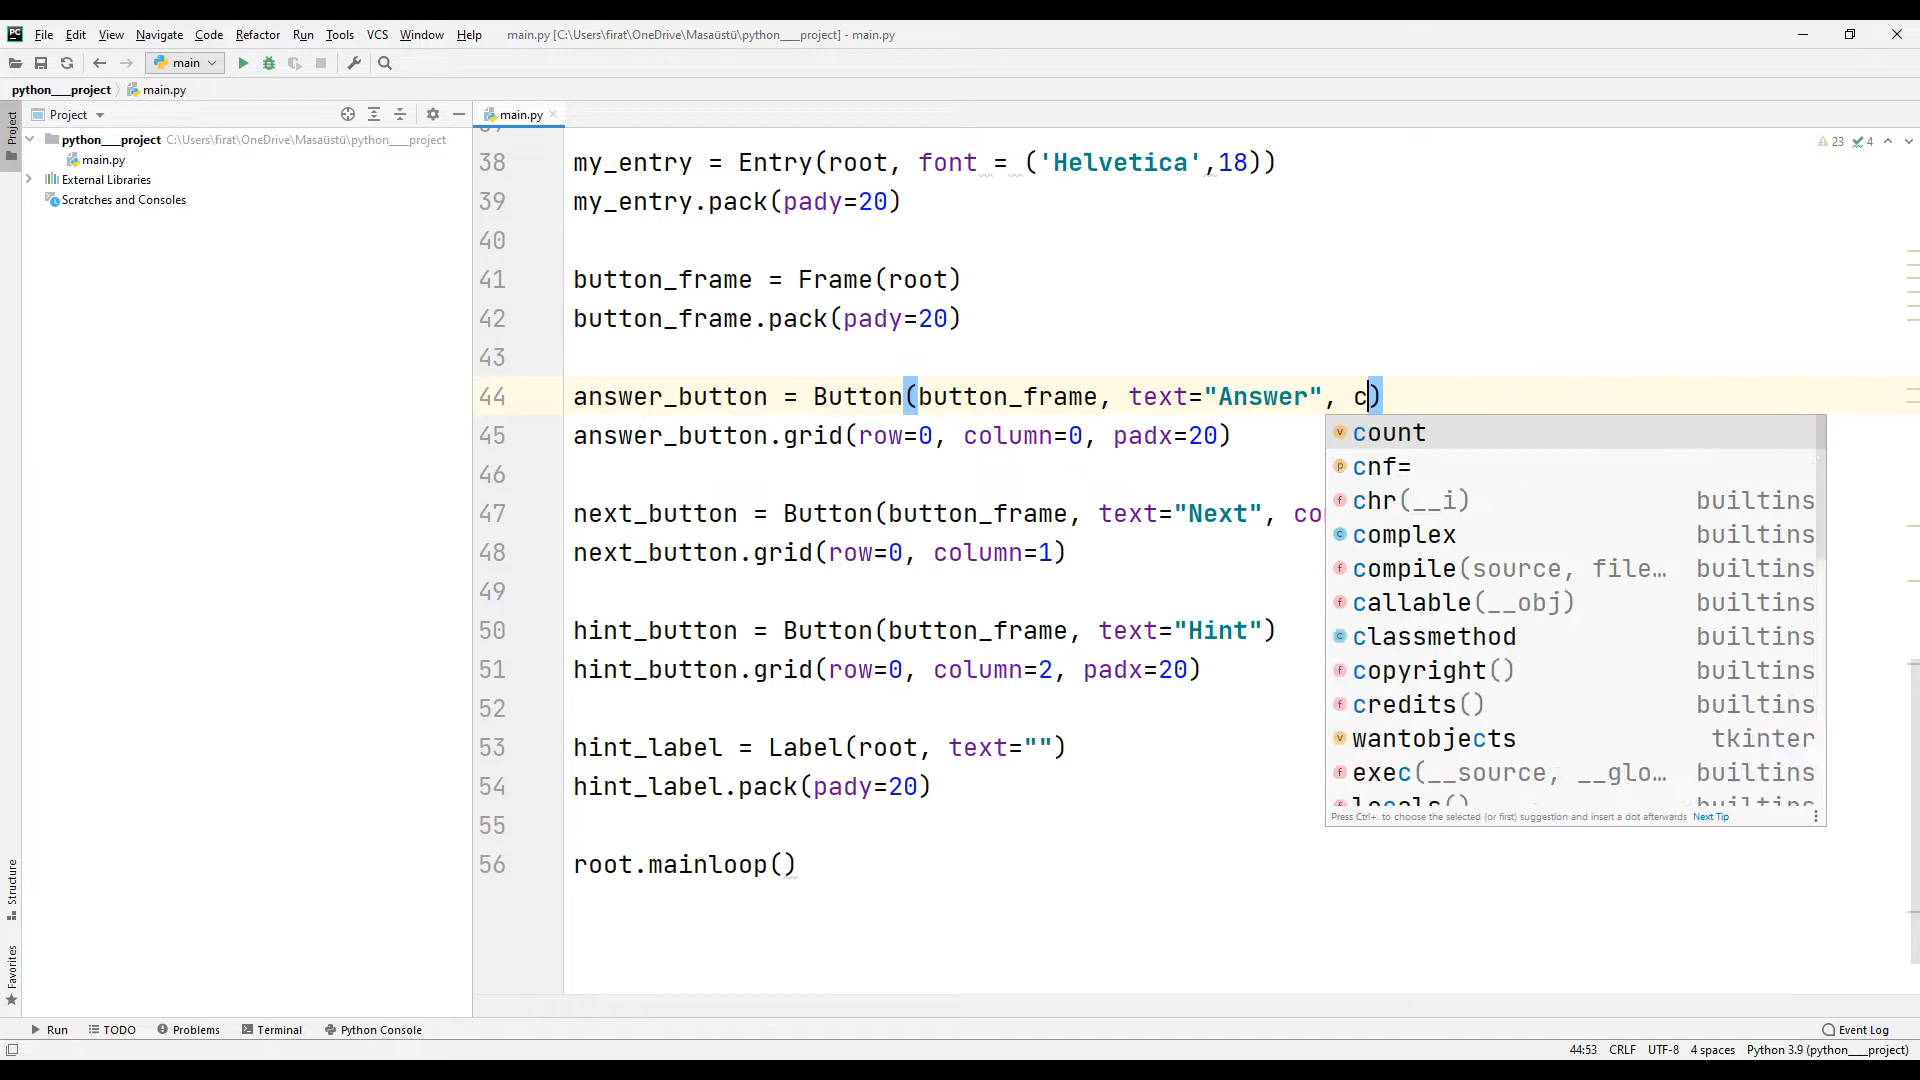 File Edit View Navigate Code Refactor Run Tools VCS Window Help main.py [C:\Users\firat\OneDrive\Masaüstü\python___project] - main.py
main
python___project main.py
Project
main.py
23 4
Project
python___project C:\Users\firat\OneDrive\Masaüstü\python___project
main.py
External Libraries
Scratches and Consoles
38 my_entry = Entry(root, font = ('Helvetica',18))
39 my_entry.pack(pady=20)
40
41 button_frame = Frame(root)
42 button_frame.pack(pady=20)
43
44 answer_button = Button(button_frame, text="Answer", c)
45 answer_button.grid(row=0, column=0, padx=20)
46
47 next_button = Button(button_frame, text="Next", co
48 next_button.grid(row=0, column=1)
49
50 hint_button = Button(button_frame, text="Hint")
51 hint_button.grid(row=0, column=2, padx=20)
52
53 hint_label = Label(root, text="")
54 hint_label.pack(pady=20)
55
56 root.mainloop()
count
cnf=
chr(__i) builtins
complex builtins
compile(source, file… builtins
callable(__obj) builtins
classmethod builtins
copyright() builtins
credits() builtins
wantobjects tkinter
exec(__source, __glo… builtins
locals() builtins
Press Ctrl+. to choose the selected (or first) suggestion and insert a dot afterwards Next Tip
Structure
Favorites
Run TODO Problems Terminal Python Console Event Log
44:53 CRLF UTF-8 4 spaces Python 3.9 (python___project)